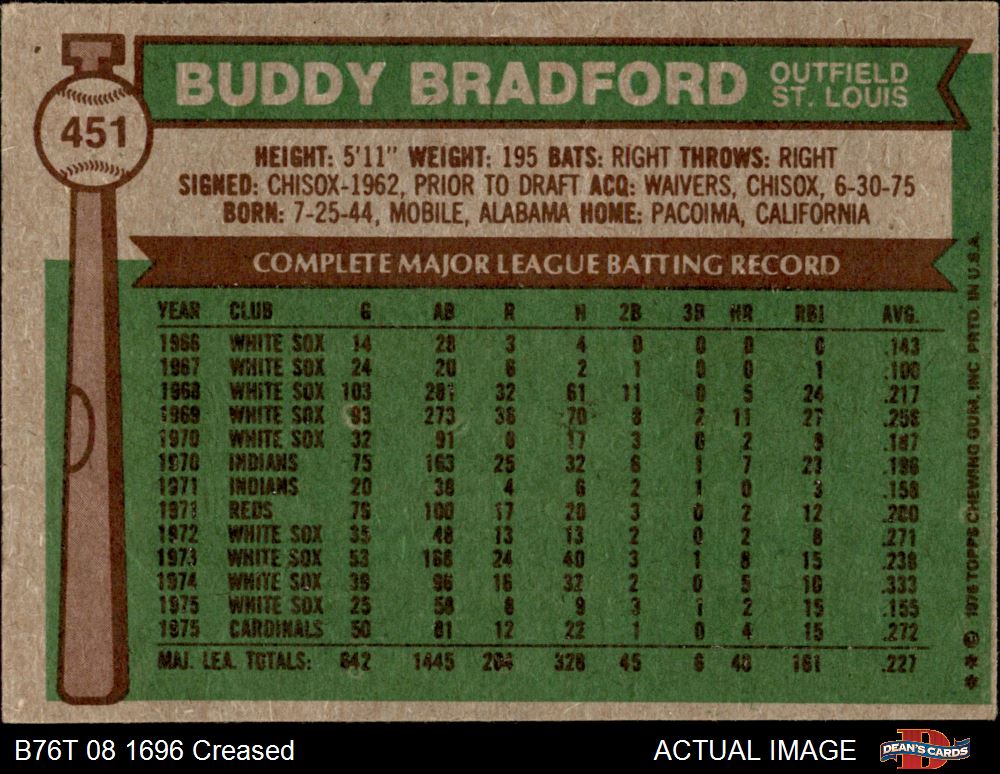 BUDDY BRADFORD OUTFIELD
ST. LOUIS
451
HEIGHT: 5'11" WEIGHT: 195 BATS: RIGHT THROWS: RIGHT
SIGNED: CHISOX-1962, PRIOR TO DRAFT ACQ: WAIVERS, CHISOX, 6-30-75
BORN: 7-25-44, MOBILE, ALABAMA HOME: PACOIMA, CALIFORNIA
COMPLETE MAJOR LEAGUE BATTING RECORD
YEAR CLUB G AB R H 2B 3B HR RBI AVG.
1966 WHITE SOX 14 28 3 4 0 0 0 0 .143
1967 WHITE SOX 24 20 6 2 1 0 0 1 .100
1968 WHITE SOX 103 281 32 61 11 0 5 24 .217
1969 WHITE SOX 93 273 36 70 8 2 11 27 .256
1970 WHITE SOX 32 91 17 3 0 2 8 .187
1970 INDIANS 75 163 25 32 6 1 7 23 .196
1971 INDIANS 20 38 4 6 2 1 0 3 .158
1971 REDS 79 100 17 20 3 0 2 12 .200
1972 WHITE SOX 35 48 13 13 2 0 2 8 .271
1973 WHITE SOX 53 168 24 40 3 1 8 15 .238
1974 WHITE SOX 39 96 16 32 2 0 5 10 .333
1975 WHITE SOX 25 58 8 9 3 1 2 15 .155
1975 CARDINALS 50 81 12 22 1 0 4 15 .272
MAJ. LEA. TOTALS: 642 1445 204 328 45 6 48 161 .227
** © 1976 TOPPS CHEWING GUM, INC PRTD. IN U.S.A.
B76T 08 1696 Creased ACTUAL IMAGE
DEAN'S CARDS